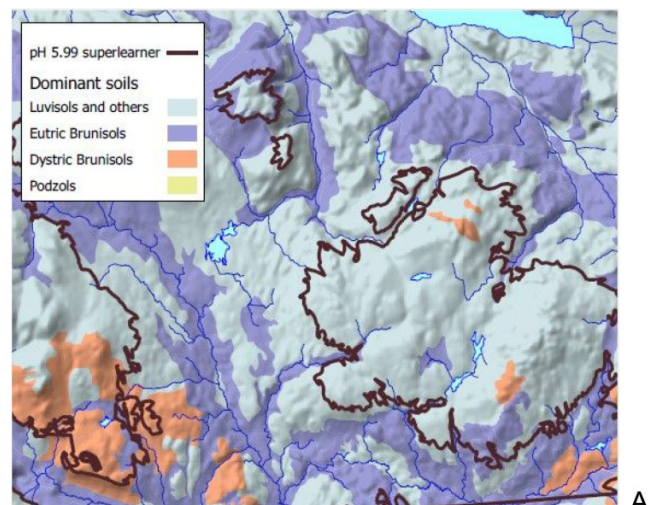 pH 5.99 superlearner
Dominant soils
Luvisols and others
Eutric Brunisols
Dystric Brunisols
Podzols
A